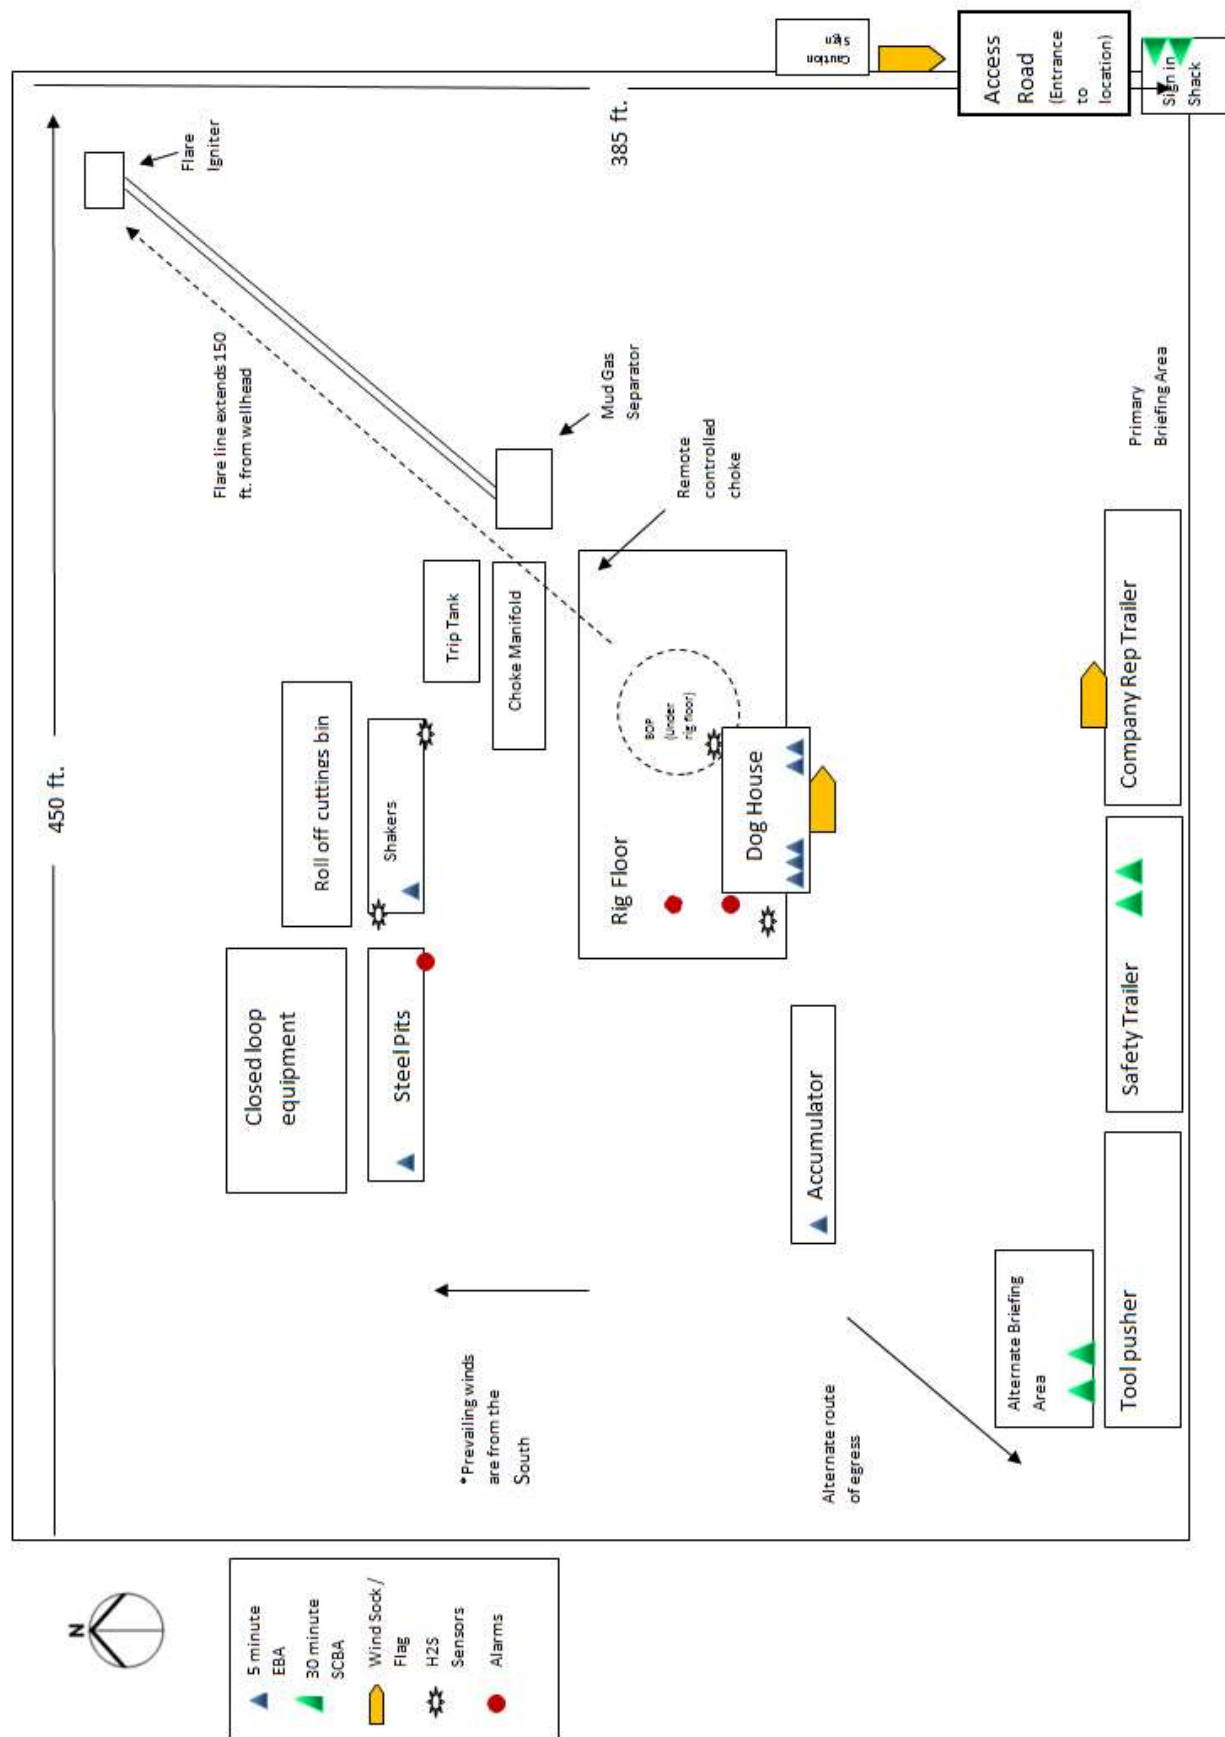 N
5 minute
EBA
30 minute
SCBA
Wind Sock /
Flag
H2S
Sensors
Alarms
450 ft.
385 ft.
Flare
Igniter
Flare line extends 150
ft. from wellhead
Mud Gas
Separator
Remote
controlled
choke
Closed loop
equipment
Roll off cuttings bin
Steel Pits
Shakers
Trip Tank
Choke Manifold
Rig Floor
BOP
(Under
rig floor)
Dog House
Accumulator
*Prevailing winds
are from the
South
Alternate route
of egress
Alternate Briefing
Area
Tool pusher
Safety Trailer
Company Rep Trailer
Primary
Briefing Area
Caution
sign
Access
Road
(Entrance
to
location)
Sign in
Shack